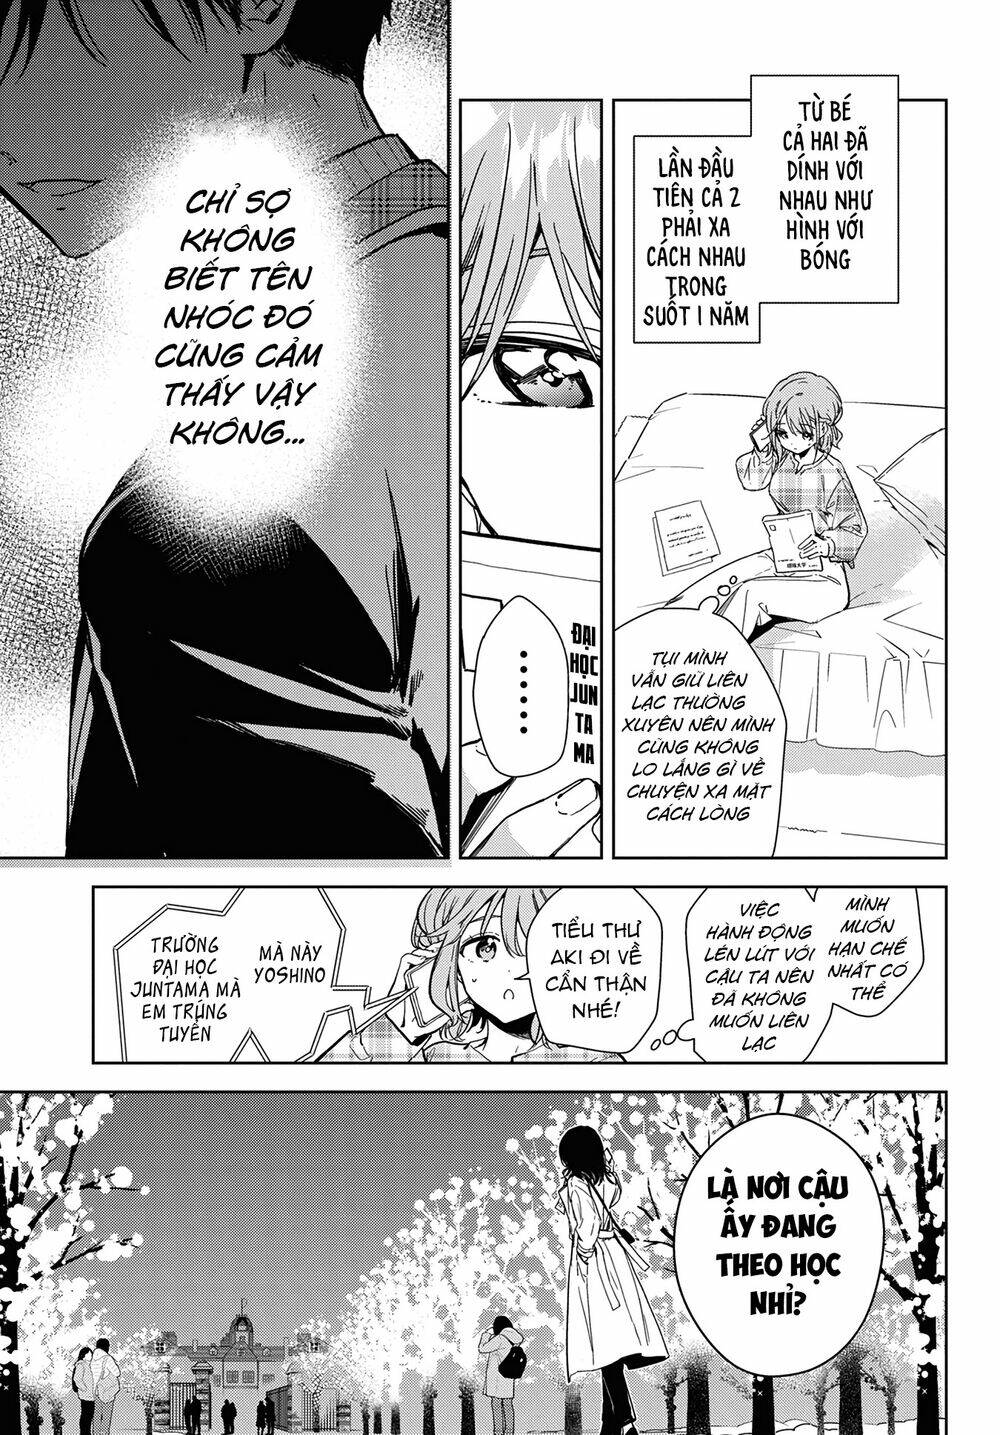 TỪ BÉ
CẢ HAI ĐÃ
DÍNH VỚI
NHAU NHƯ
HÌNH VỚI
BÓNG
LẦN ĐẦU
TIÊN CẢ 2
PHẢI XA
CÁCH NHAU
TRONG
SUỐT 1 NĂM
TỤI MÌNH
VẪN GIỮ LIÊN
LẠC THƯỜNG
XUYÊN NÊN MÌNH
CŨNG KHÔNG
LO LẮNG GÌ VỀ
CHUYỆN XA MẶT
CÁCH LÒNG
ĐẠI
HỌC
JUN
TA
MA
......
CHỈ SỢ
KHÔNG
BIẾT TÊN
NHÓC ĐÓ
CŨNG CẢM
THẤY VẬY
KHÔNG...
MÌNH
MUỐN
HẠN CHẾ
NHẤT CÓ
THỂ
VIỆC
HÀNH ĐỘNG
LÉN LÚT VỚI
CẬU TA NÊN
ĐÃ KHÔNG
MUỐN LIÊN
LẠC
TIỂU THƯ
AKI ĐI VỀ
CẨN THẬN
NHÉ!
MÀ NÀY
YOSHINO
TRƯỜNG
ĐẠI HỌC
JUNTAMA MÀ
EM TRÚNG
TUYỂN
LÀ NƠI CẬU
ẤY ĐANG
THEO HỌC
NHỈ?